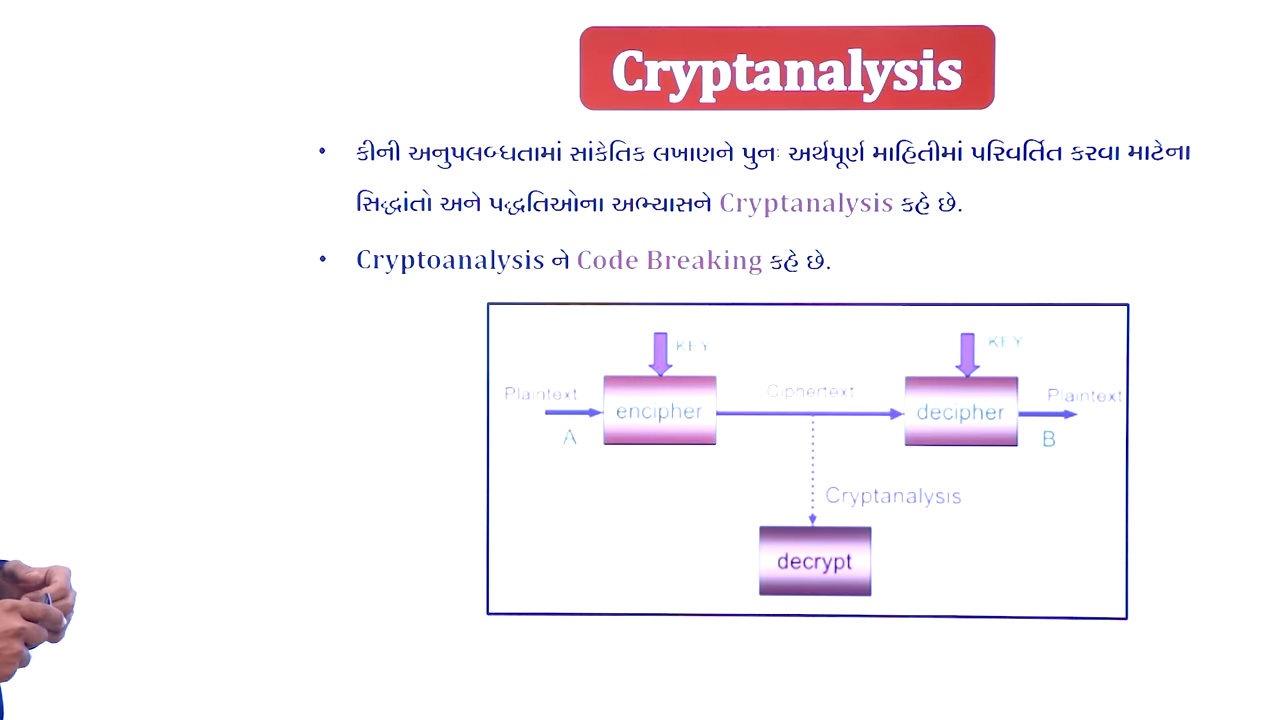 Cryptanalysis
• કીની અનુપલબ્ધતામાં સાંકેતિક લખાણને પુનઃ અર્થપૂર્ણ માહિતીમાં પરિવર્તિત કરવા માટેના
સિદ્ધાંતો અને પદ્ધતિઓના અભ્યાસને Cryptanalysis કહે છે.
• Cryptoanalysis ને Code Breaking કહે છે.
KEY
KEY
Plaintext
encipher
Ciphertext
decipher
Plaintext
A
B
Cryptanalysis
decrypt